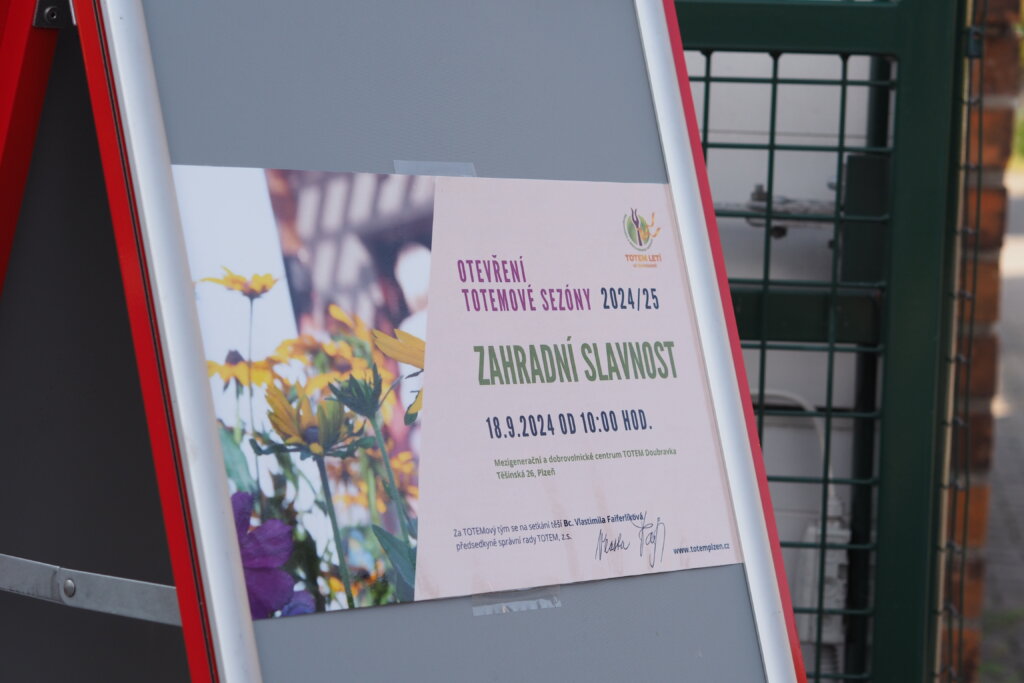 TOTEM LETÍ
OTEVŘENÍ
TOTEMOVÉ SEZÓNY 2024/25
ZAHRADNÍ SLAVNOST
18.9.2024 OD 10:00 HOD.
Mezigenerační a dobrovolnické centrum TOTEM Doubravka
Těšínská 26, Plzeň
Za TOTEMový tým se na setkání těší Bc. Vlastimila Faiferlíková,
předsedkyně správní rady TOTEM, z.s.
www.totemplzen.cz